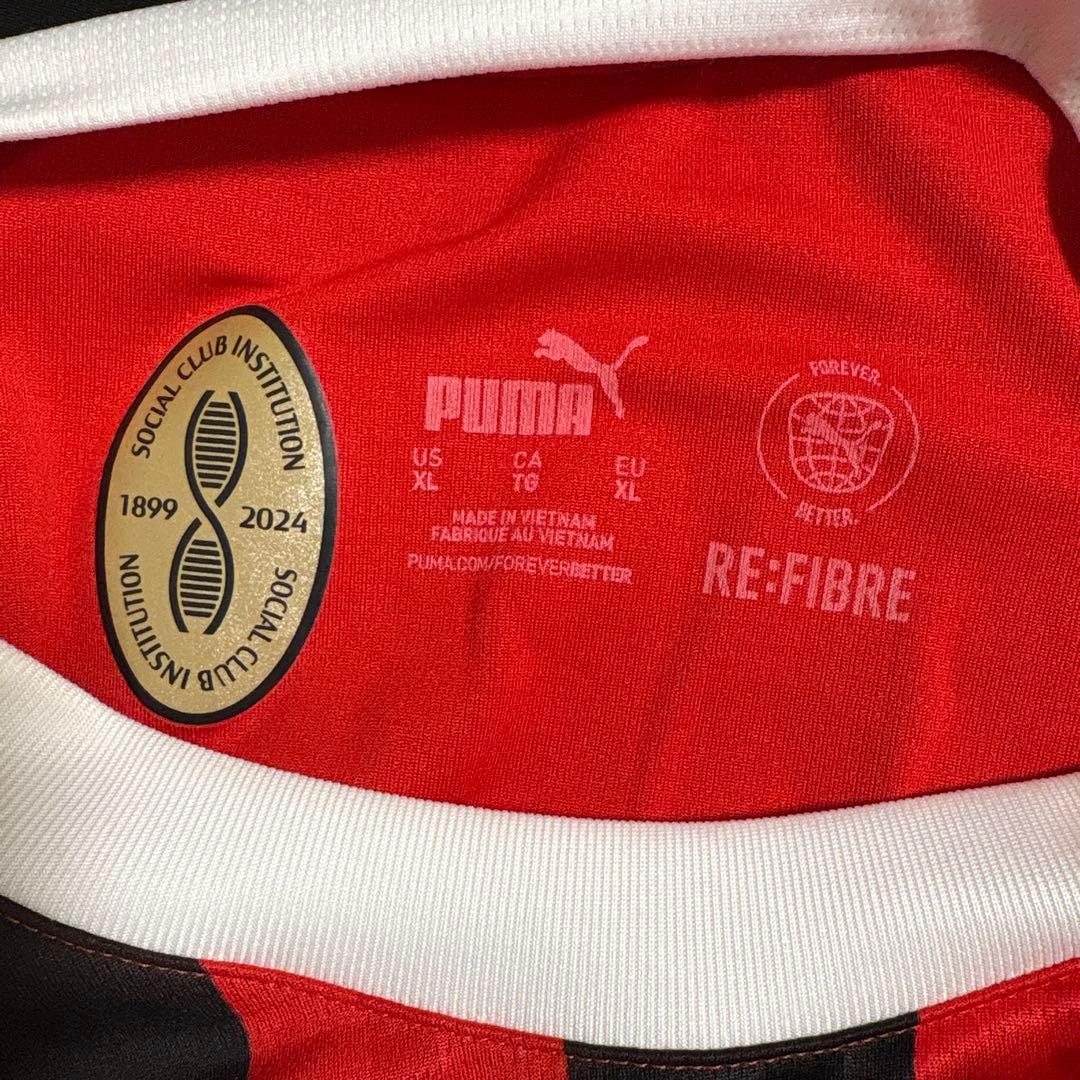 SOCIAL CLUB INSTITUTION
1899 2024
SOCIAL CLUB INSTITUTION
PUMA
US CA EU
XL TG XL
MADE IN VIETNAM
FABRIQUÉ AU VIETNAM
PUMA.COM/FOREVERBETTER
FOREVER.
BETTER.
RE:FIBRE